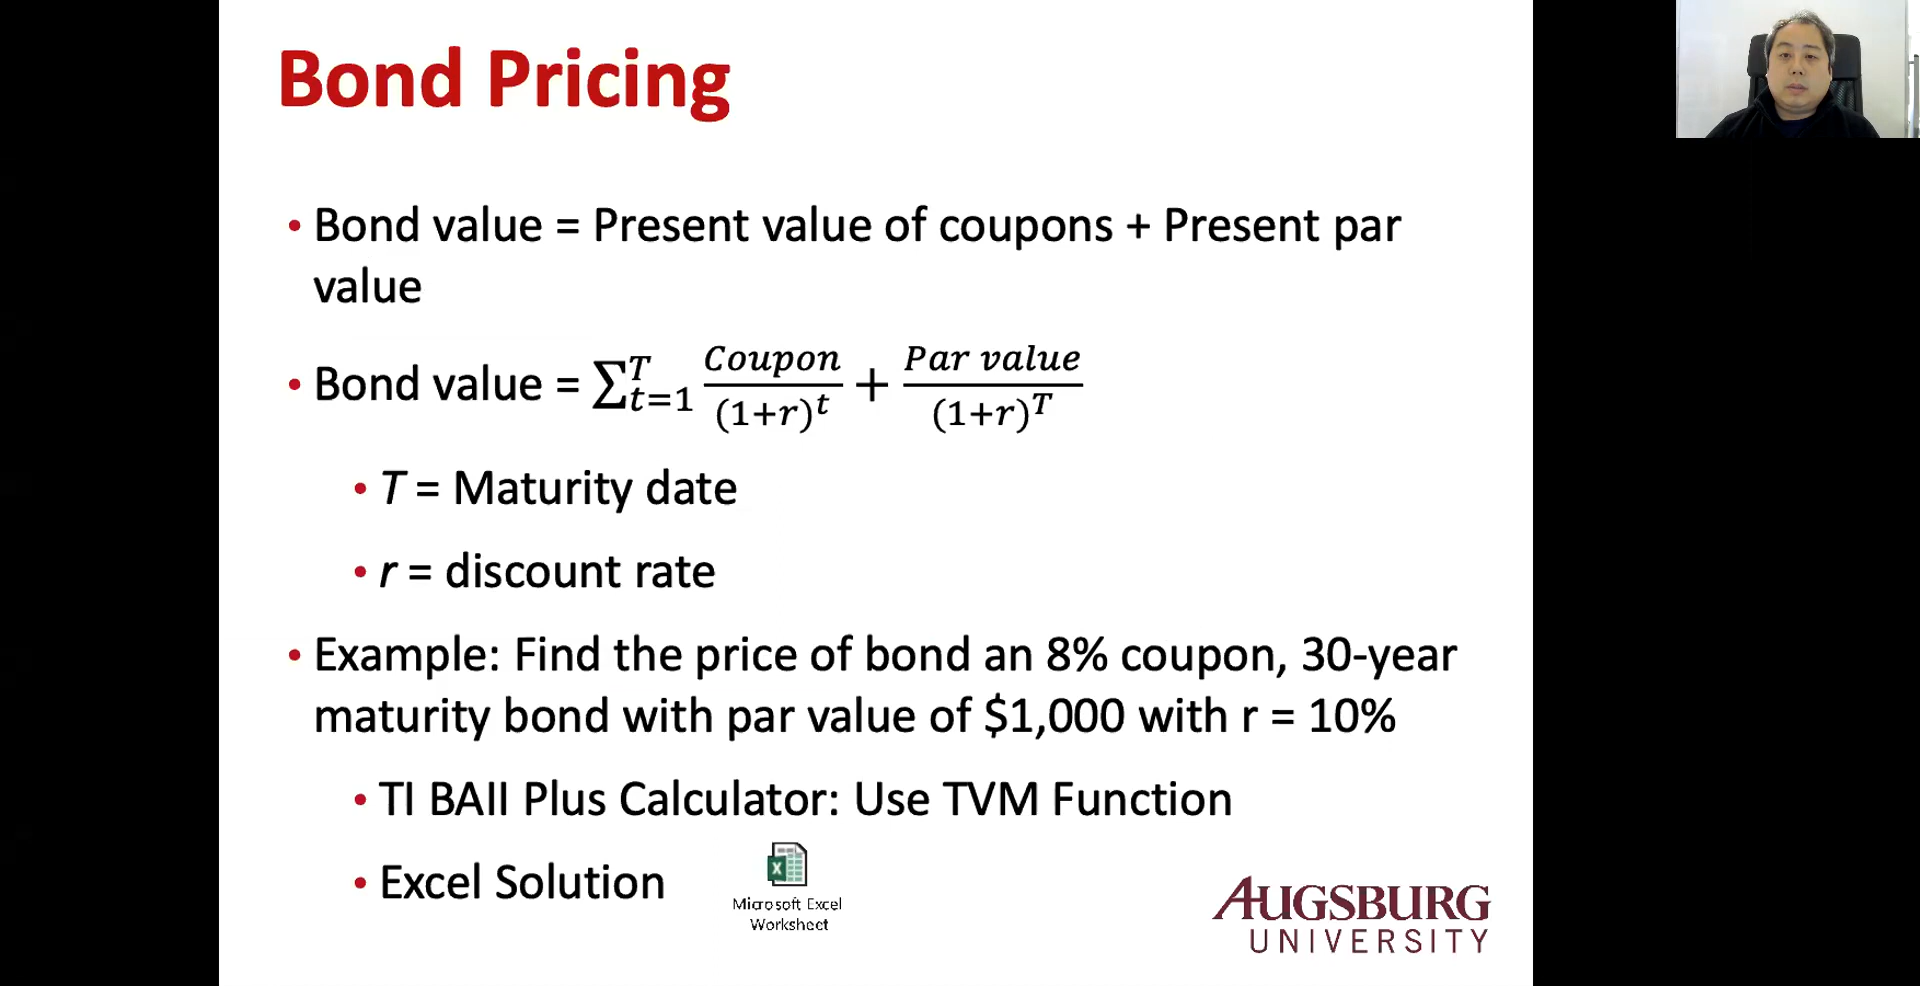 Bond Pricing
• Bond value = Present value of coupons + Present par
value
• Bond value = ∑_{t=1}^{T} \frac{Coupon}{(1+r)^t} + \frac{Par value}{(1+r)^T}
• T = Maturity date
• r = discount rate
• Example: Find the price of bond an 8% coupon, 30-year
maturity bond with par value of $1,000 with r = 10%
• TI BAII Plus Calculator: Use TVM Function
• Excel Solution
Microsoft Excel
Worksheet
AUGSBURG
UNIVERSITY